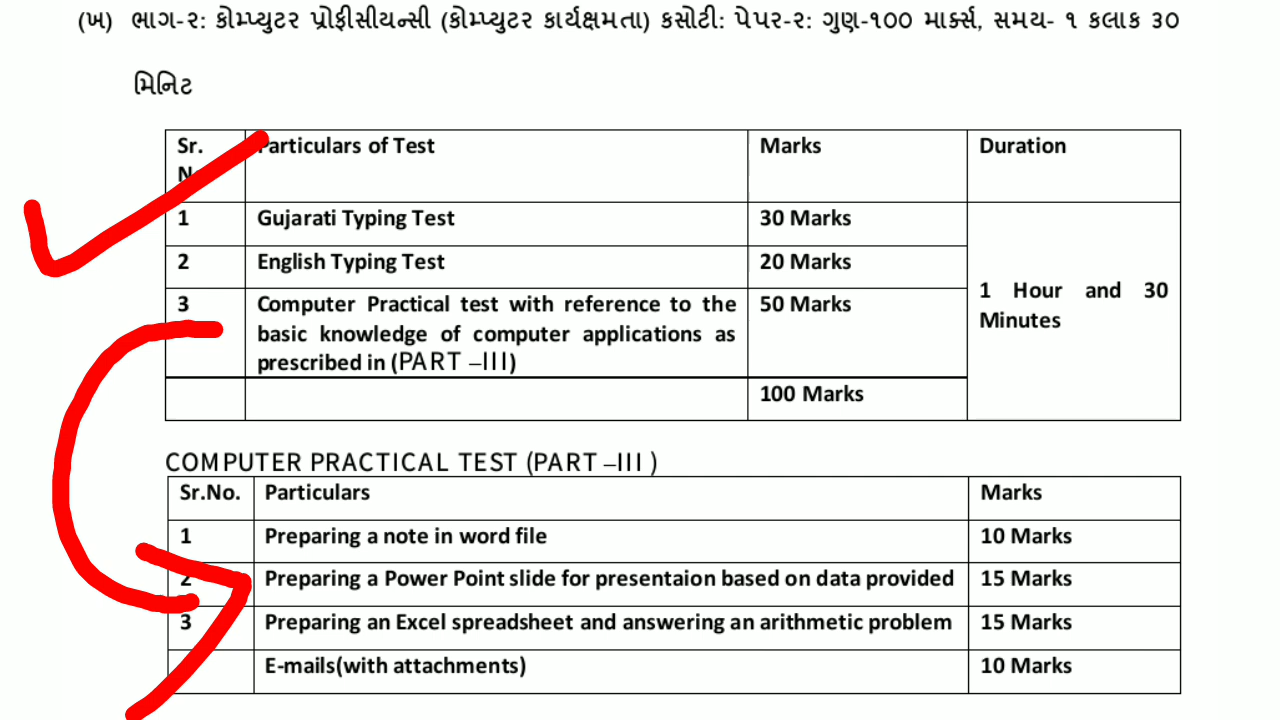 (ખ) ભાગ-૨: કોમ્પ્યુટર પ્રોફીસીયન્સી (કોમ્પ્યુટર કાર્યક્ષમતા) કસોટી: પેપર-૨: ગુણ-૧૦૦ માર્ક્સ, સમય- ૧ કલાક ૩૦
મિનિટ
Sr. Particulars of Test Marks Duration
1 Gujarati Typing Test 30 Marks
2 English Typing Test 20 Marks
3 Computer Practical test with reference to the 50 Marks
basic knowledge of computer applications as
prescribed in (PART –III)
1 Hour and 30
Minutes
100 Marks
COMPUTER PRACTICAL TEST (PART –III )
Sr.No. Particulars Marks
1 Preparing a note in word file 10 Marks
2 Preparing a Power Point slide for presentaion based on data provided 15 Marks
3 Preparing an Excel spreadsheet and answering an arithmetic problem 15 Marks
E-mails(with attachments) 10 Marks